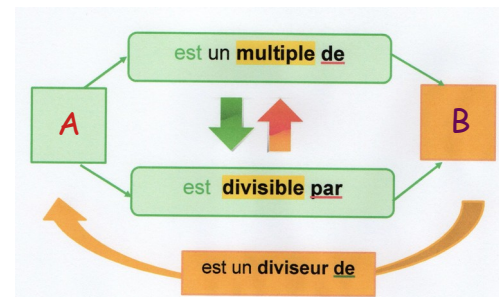 est un multiple de
A
B
est divisible par
est un diviseur de